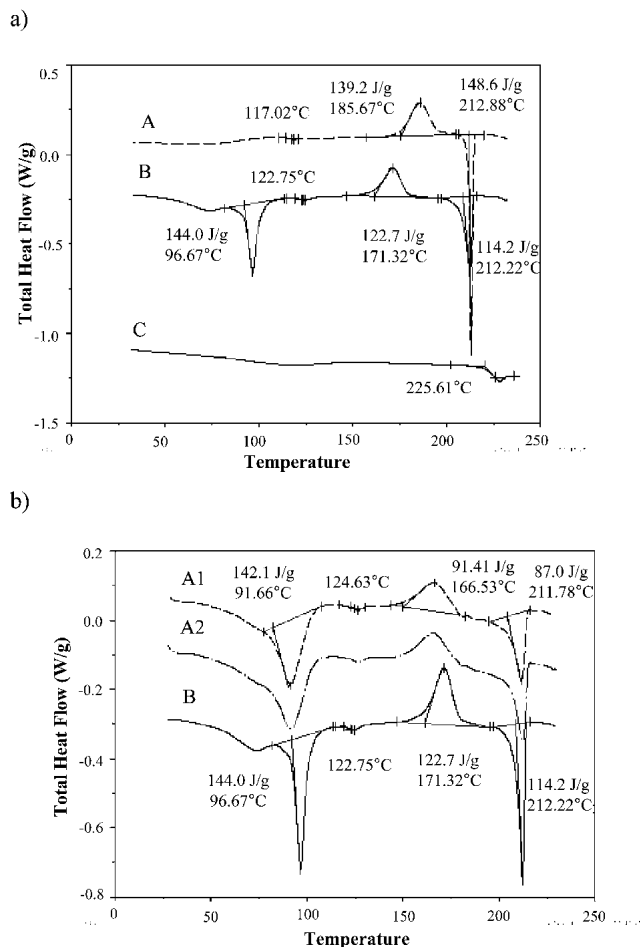 a)
0.5
0.0
-0.5
-1.0
-1.5
Total Heat Flow (W/g)
A
117.02°C
139.2 J/g
185.67°C
148.6 J/g
212.88°C
B
122.75°C
144.0 J/g
96.67°C
122.7 J/g
171.32°C
114.2 J/g
212.22°C
C
225.61°C
0
50
100
150
200
250
Temperature
b)
0.2
0.0
-0.2
-0.4
-0.6
-0.8
Total Heat Flow (W/g)
A1
142.1 J/g
91.66°C
124.63°C
91.41 J/g
166.53°C
87.0 J/g
211.78°C
A2
B
144.0 J/g
96.67°C
122.75°C
122.7 J/g
171.32°C
114.2 J/g
212.22°C
0
50
100
150
200
250
Temperature